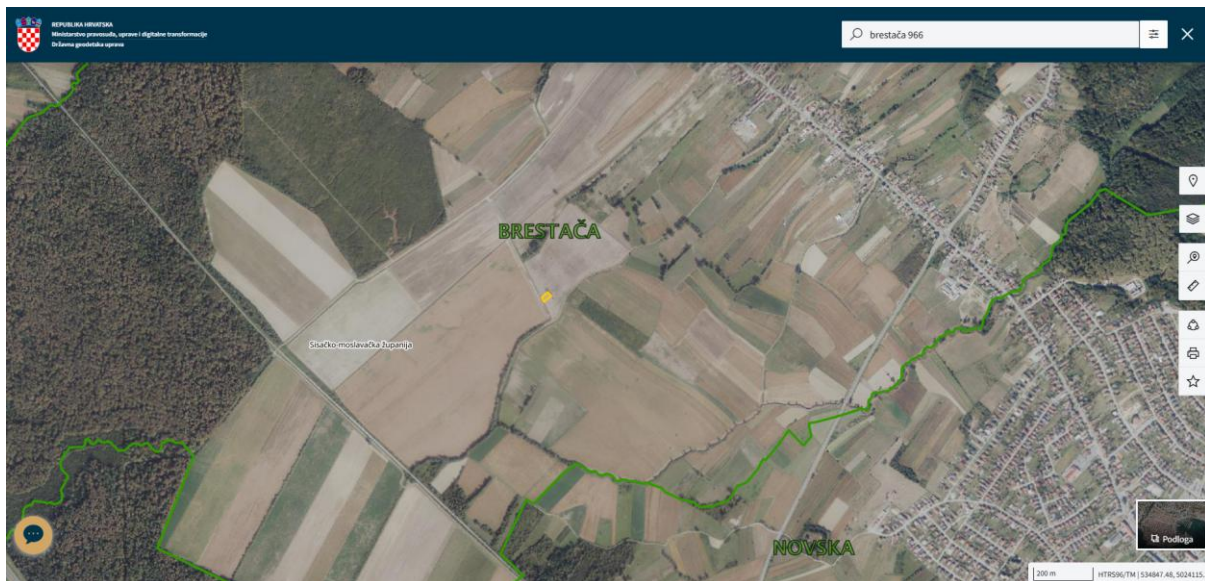 REPUBLIKA HRVATSKA
Ministarstvo pravosuđa, uprave i digitalne transformacije
Državna geodetska uprava
brestača 966
BRESTAČA
Sisačko-moslavačka županija
NOVSKA
Podloga
200 m
HTRS96/TM | 534847.48, 5024115.